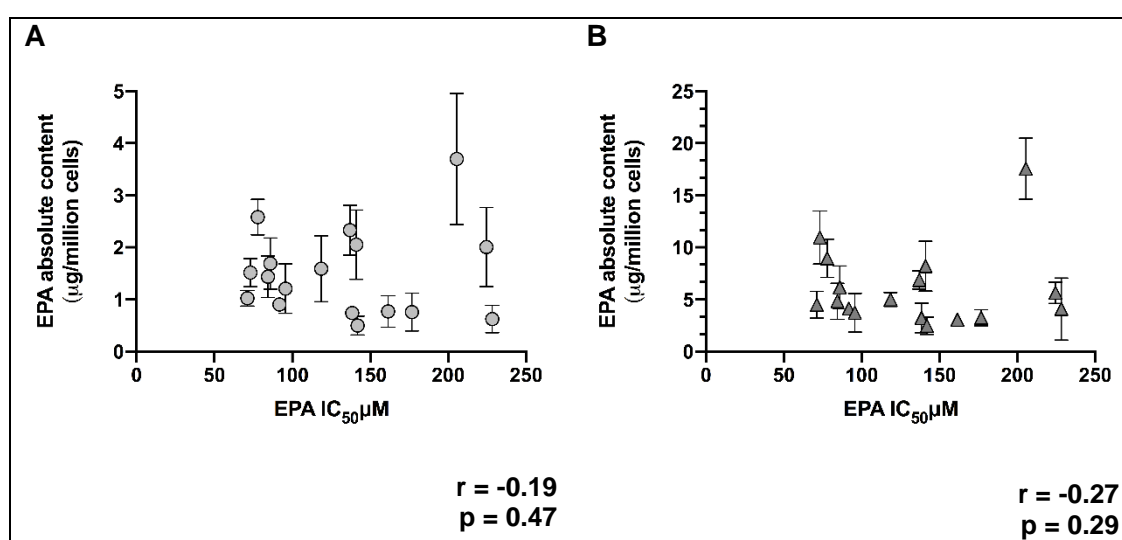 A
EPA absolute content
(μg/million cells)
5
4
3
2
1
0
0 50 100 150 200 250
EPA IC50μM
r = -0.19
p = 0.47
B
EPA absolute content
(μg/million cells)
25
20
15
10
5
0
0 50 100 150 200 250
EPA IC50μM
r = -0.27
p = 0.29